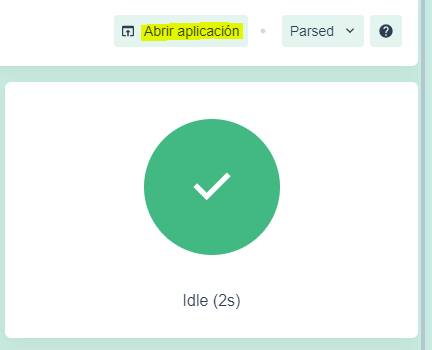 Abrir aplicación
Parsed
Idle (2s)